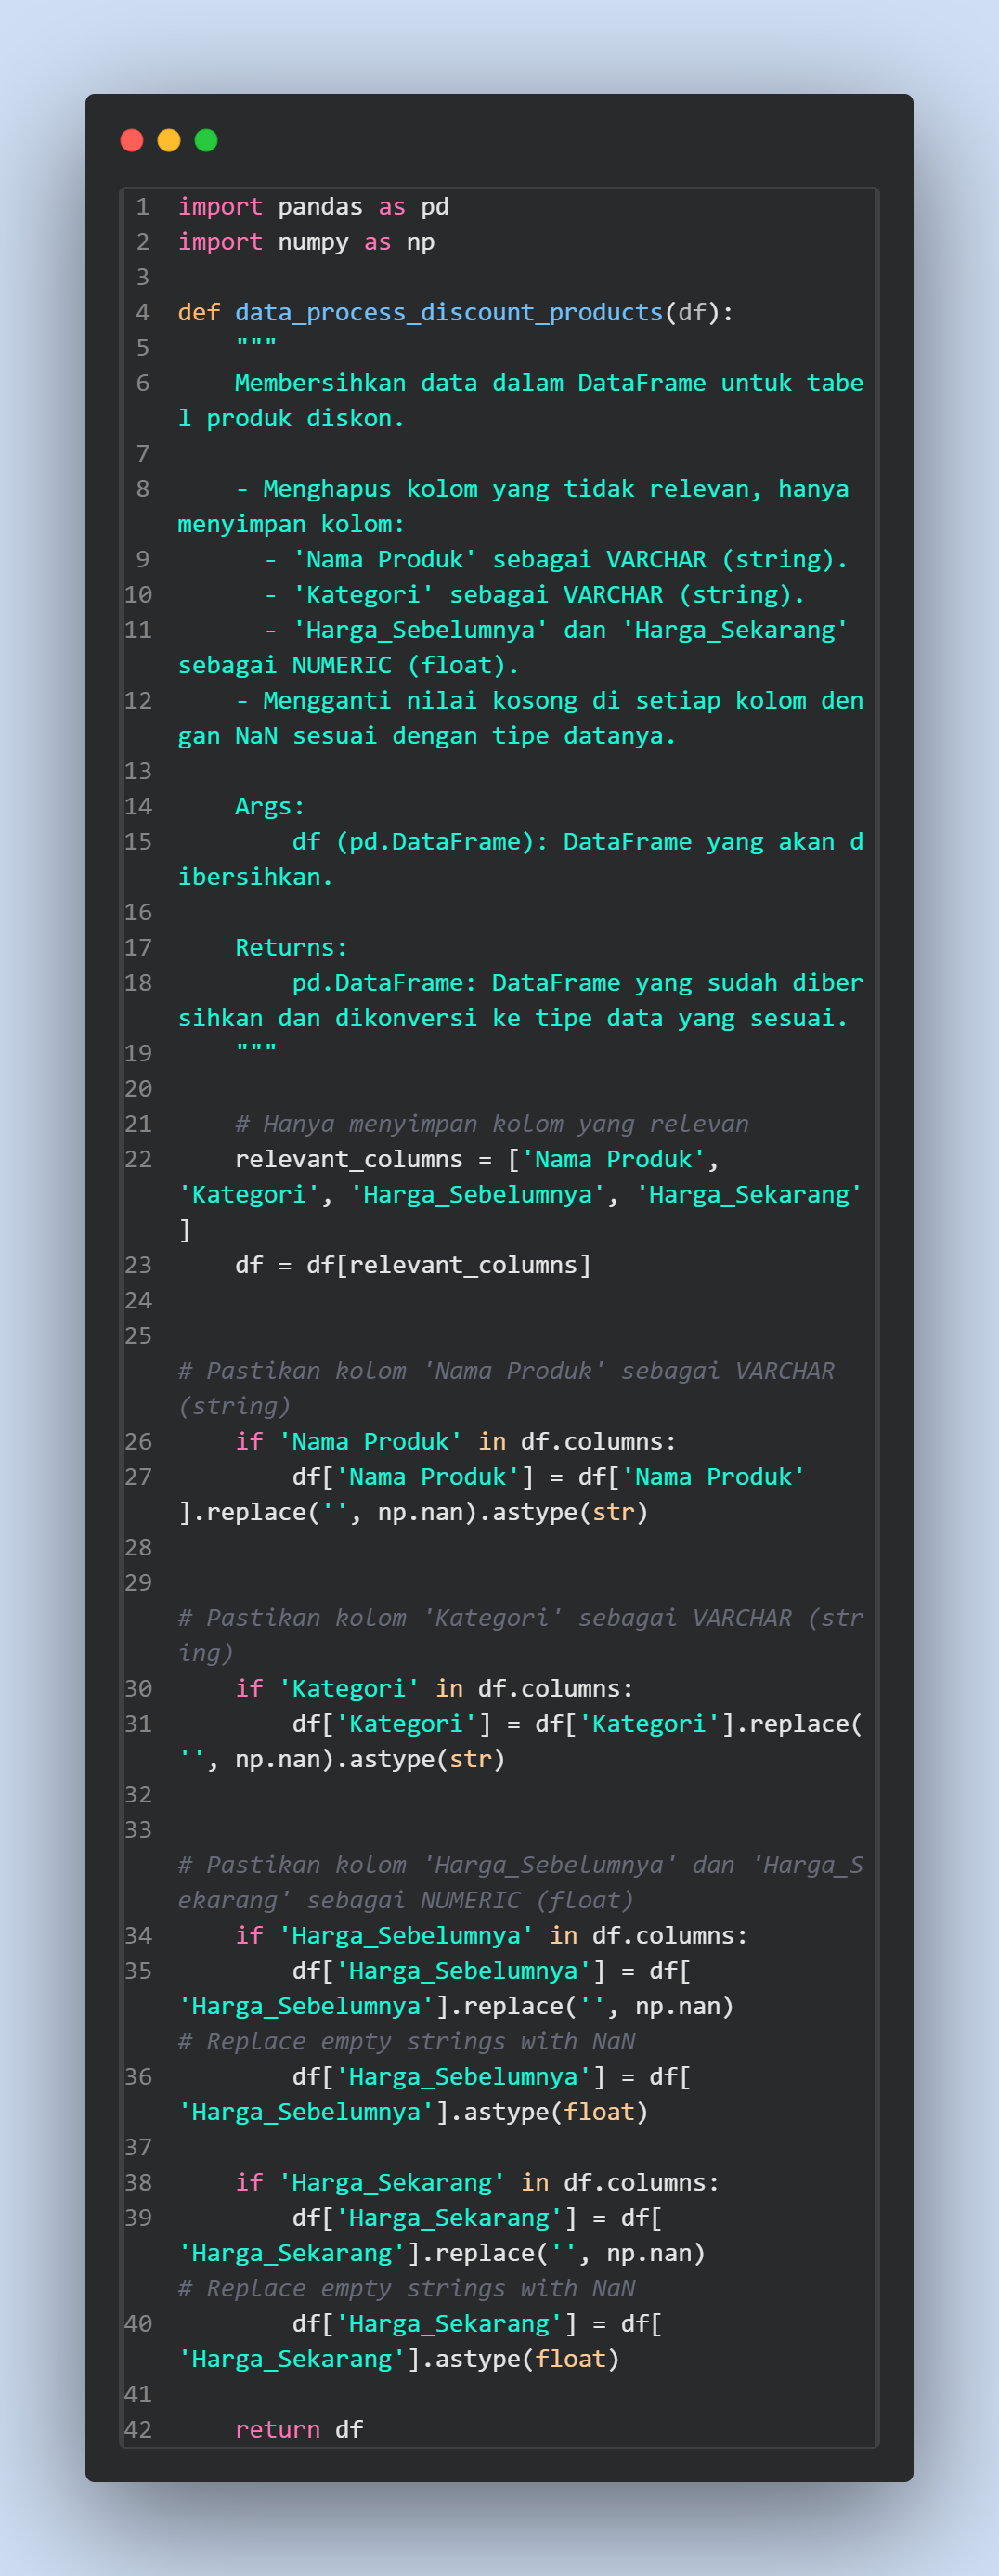 1 import pandas as pd
2 import numpy as np
3
4 def data_process_discount_products(df):
5     """
6     Membersihkan data dalam DataFrame untuk tabe
l produk diskon.
7
8     - Menghapus kolom yang tidak relevan, hanya
menyimpan kolom:
9       - 'Nama Produk' sebagai VARCHAR (string).
10       - 'Kategori' sebagai VARCHAR (string).
11       - 'Harga_Sebelumnya' dan 'Harga_Sekarang'
sebagai NUMERIC (float).
12     - Mengganti nilai kosong di setiap kolom den
gan NaN sesuai dengan tipe datanya.
13
14     Args:
15         df (pd.DataFrame): DataFrame yang akan d
ibersihkan.
16
17     Returns:
18         pd.DataFrame: DataFrame yang sudah diber
sihkan dan dikonversi ke tipe data yang sesuai.
19     """
20
21     # Hanya menyimpan kolom yang relevan
22     relevant_columns = ['Nama Produk',
'Kategori', 'Harga_Sebelumnya', 'Harga_Sekarang'
]
23     df = df[relevant_columns]
24
25
# Pastikan kolom 'Nama Produk' sebagai VARCHAR
(string)
26     if 'Nama Produk' in df.columns:
27         df['Nama Produk'] = df['Nama Produk'
].replace('', np.nan).astype(str)
28
29
# Pastikan kolom 'Kategori' sebagai VARCHAR (str
ing)
30     if 'Kategori' in df.columns:
31         df['Kategori'] = df['Kategori'].replace(
'', np.nan).astype(str)
32
33
# Pastikan kolom 'Harga_Sebelumnya' dan 'Harga_S
ekarang' sebagai NUMERIC (float)
34     if 'Harga_Sebelumnya' in df.columns:
35         df['Harga_Sebelumnya'] = df[
'Harga_Sebelumnya'].replace('', np.nan)
# Replace empty strings with NaN
36         df['Harga_Sebelumnya'] = df[
'Harga_Sebelumnya'].astype(float)
37
38     if 'Harga_Sekarang' in df.columns:
39         df['Harga_Sekarang'] = df[
'Harga_Sekarang'].replace('', np.nan)
# Replace empty strings with NaN
40         df['Harga_Sekarang'] = df[
'Harga_Sekarang'].astype(float)
41
42     return df